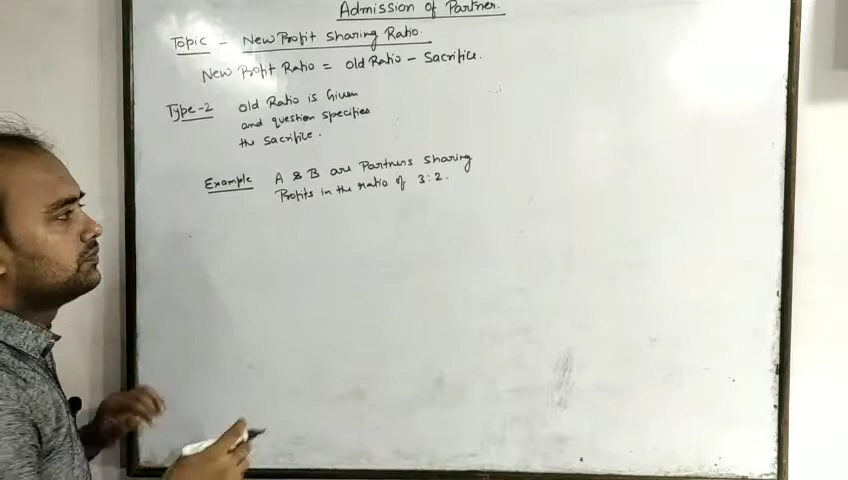 Admission of Partner.
Topic - New Profit Sharing Ratio.
New Profit Ratio = Old Ratio - Sacrifice.
Type-2 Old Ratio is Given
and question specifies
the Sacrifice.
Example A & B are Partners sharing
Profits in the ratio of 3:2.